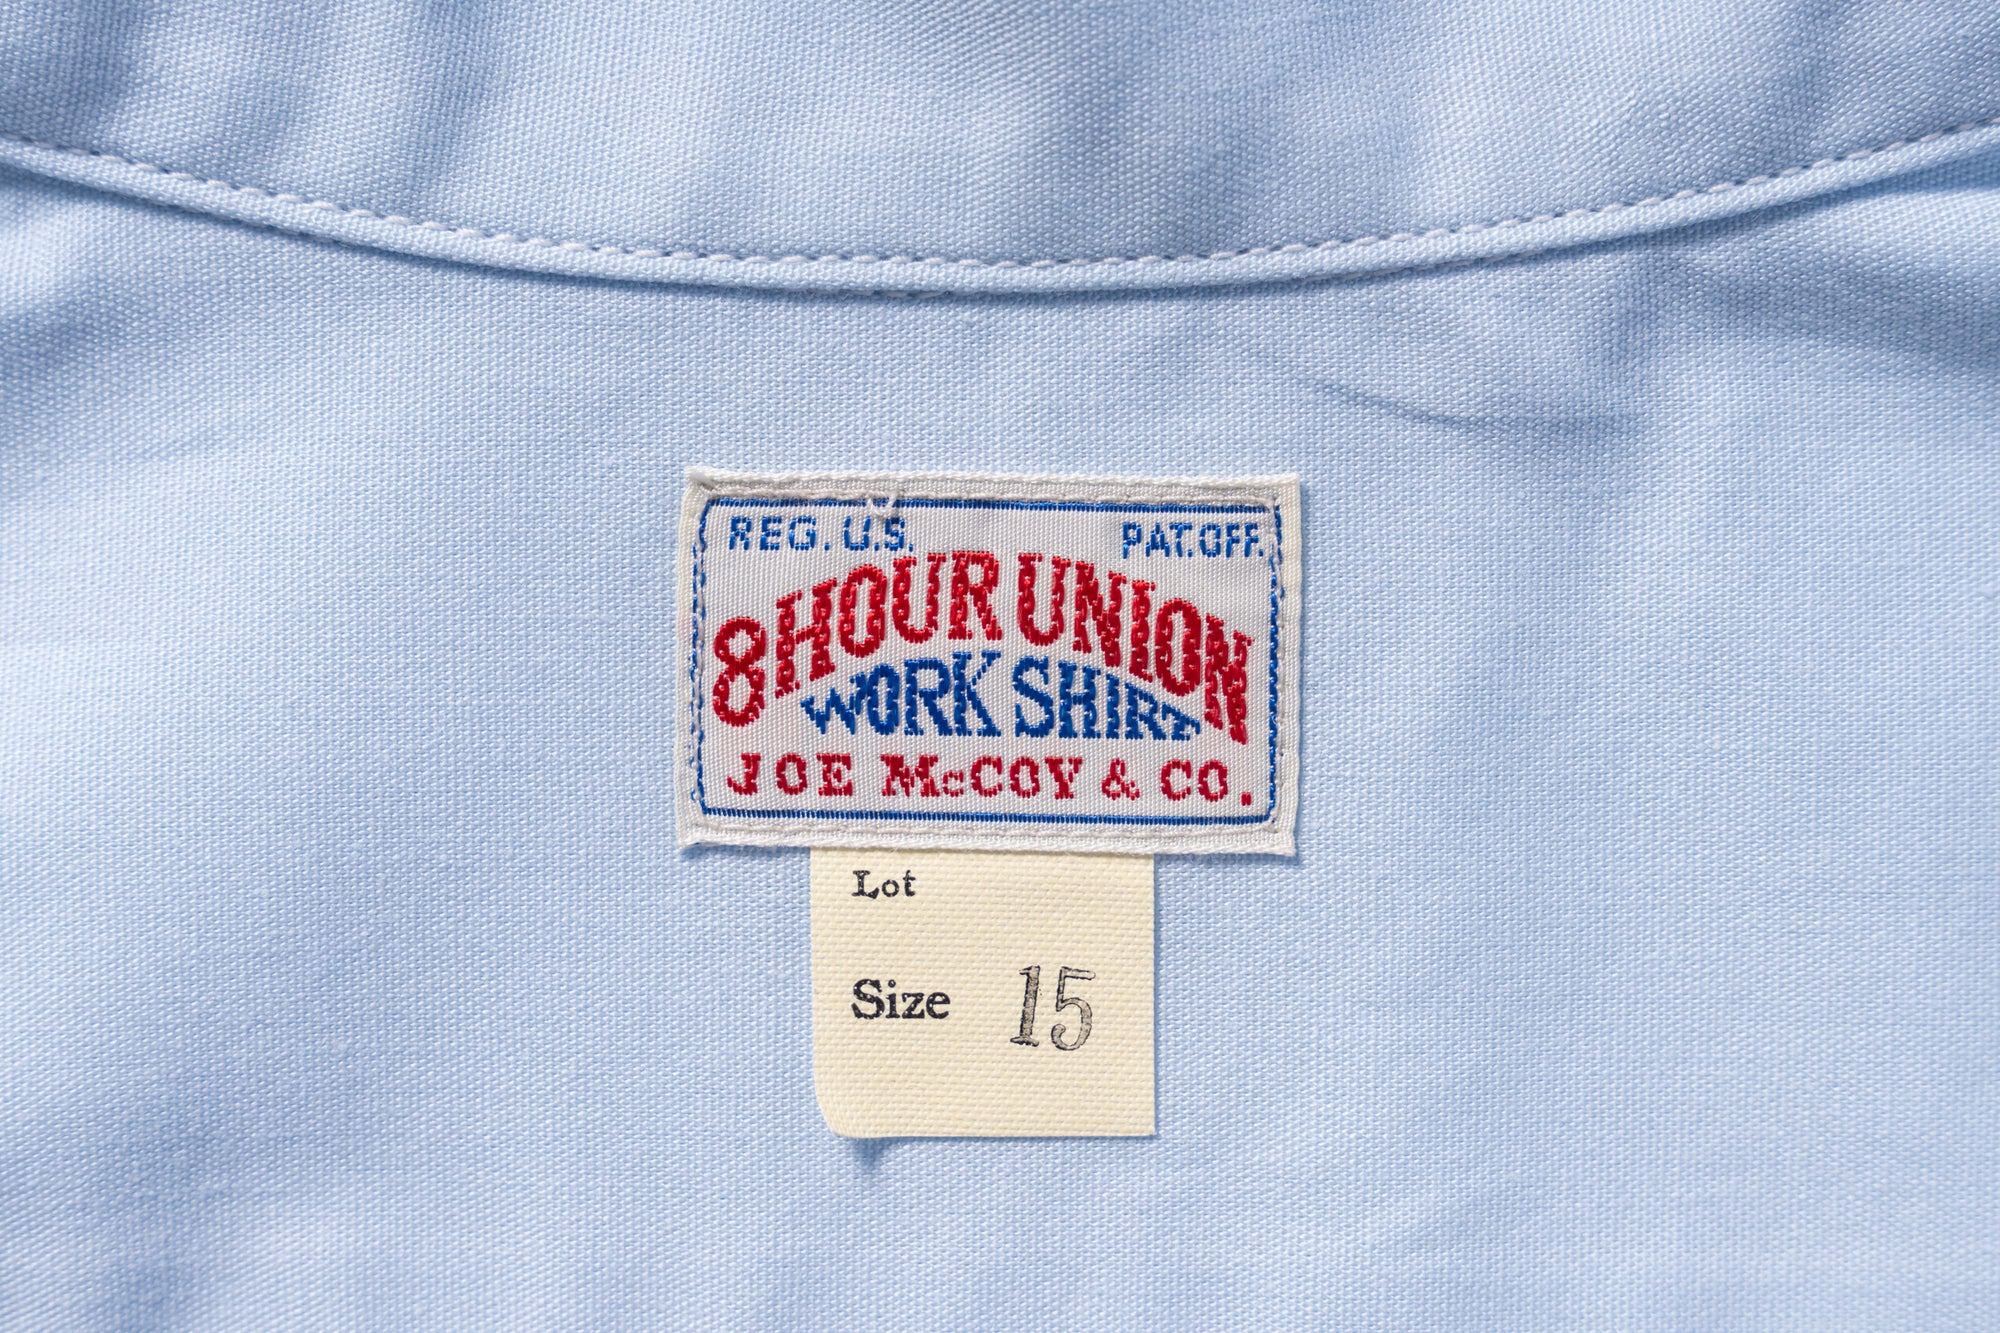 REG. U.S. PAT. OFF.
8 HOUR UNION
WORK SHIRT
JOE McCOY & CO.
Lot
Size 15